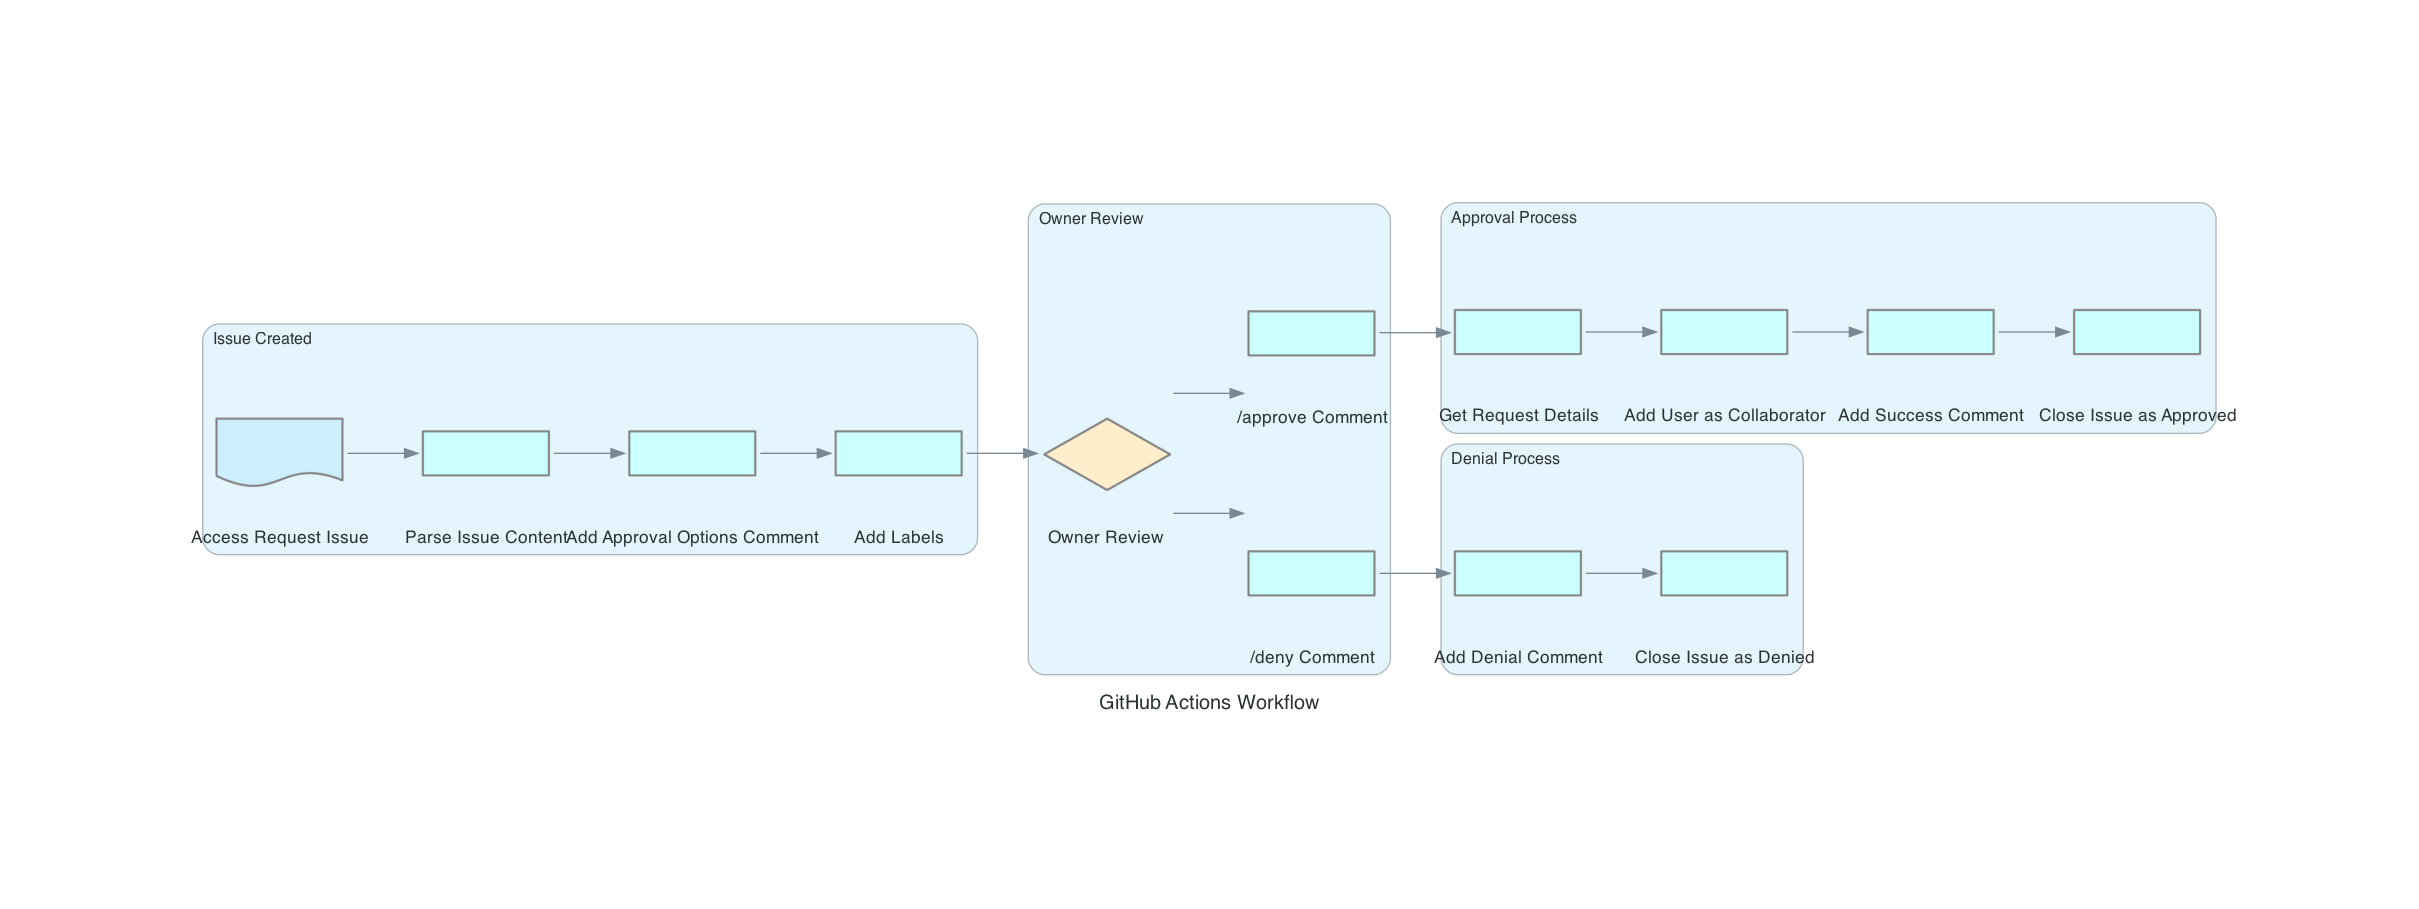 Issue Created
Access Request Issue
Parse Issue Content
Add Approval Options Comment
Add Labels
Owner Review
Owner Review
/approve Comment
/deny Comment
Approval Process
Get Request Details
Add User as Collaborator
Add Success Comment
Close Issue as Approved
Denial Process
Add Denial Comment
Close Issue as Denied
GitHub Actions Workflow